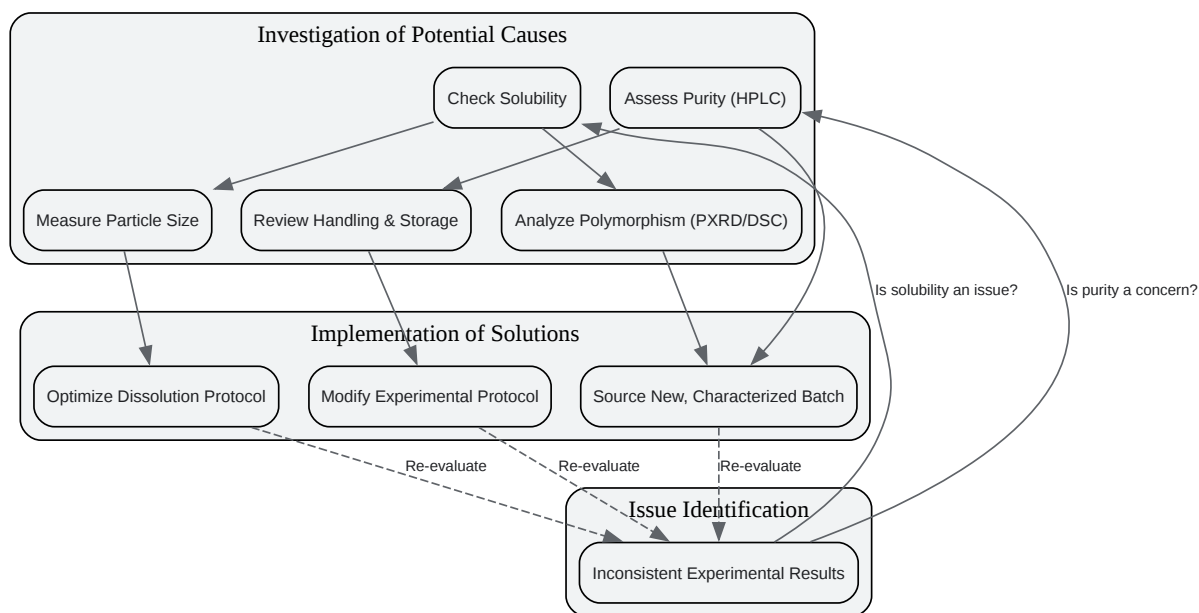 Investigation of Potential Causes
Check Solubility
Assess Purity (HPLC)
Measure Particle Size
Review Handling & Storage
Analyze Polymorphism (PXRD/DSC)
Is solubility an issue?
Is purity a concern?
Implementation of Solutions
Optimize Dissolution Protocol
Modify Experimental Protocol
Source New, Characterized Batch
Re-evaluate
Re-evaluate
Re-evaluate
Issue Identification
Inconsistent Experimental Results